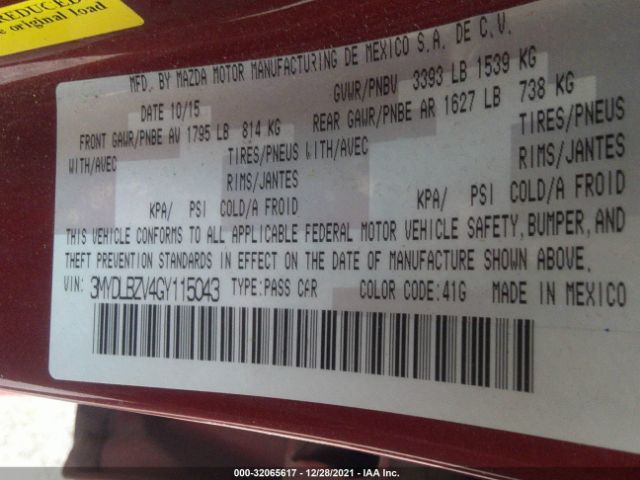 REDUCED
e original load
MFD. BY MAZDA MOTOR MANUFACTURING DE MEXICO S.A. DE C.V.
DATE 10/15 GVWR/PNBV 3393 LB 1539 KG
FRONT GAWR/PNBE AV 1795 LB 814 KG REAR GAWR/PNBE AR 1627 LB 738 KG
WITH/AVEC TIRES/PNEUS WITH/AVEC TIRES/PNEUS
RIMS/JANTES RIMS/JANTES
KPA/ PSI COLD/A FROID KPA/ PSI COLD/A FROID
THIS VEHICLE CONFORMS TO ALL APPLICABLE FEDERAL MOTOR VEHICLE SAFETY, BUMPER, AND
THEFT PREVENTION STANDARDS IN EFFECT ON THE DATE OF MANUFACTURE SHOWN ABOVE.
VIN: 3MYDLBZV4GY115043 TYPE:PASS CAR COLOR CODE:41G MADE IN MEXICO
000-32065617 - 12/28/2021 - IAA Inc.